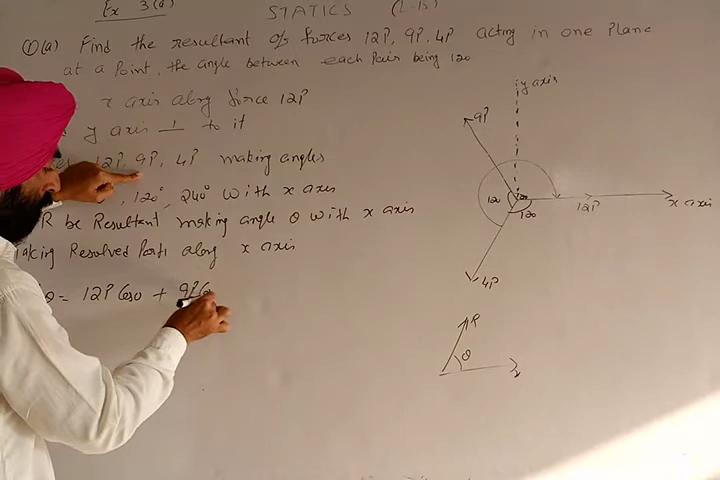 Ex 3(a)
STATICS (L-15)
①(a) Find the resultant of forces 12P, 9P, 4P acting in one Plane
at a Point, the angle between each Pair being 120
x axis along force 12P
y axis ⊥ to it
12P, 9P, 4P making angles
, 120°, 240° with x axis
R be Resultant making angle θ with x axis
Taking Resolved Parts along x axis
θ = 12P Cos0 + 9P Co
y axis
9P
120
120
12P
x axis
4P
R
θ
x